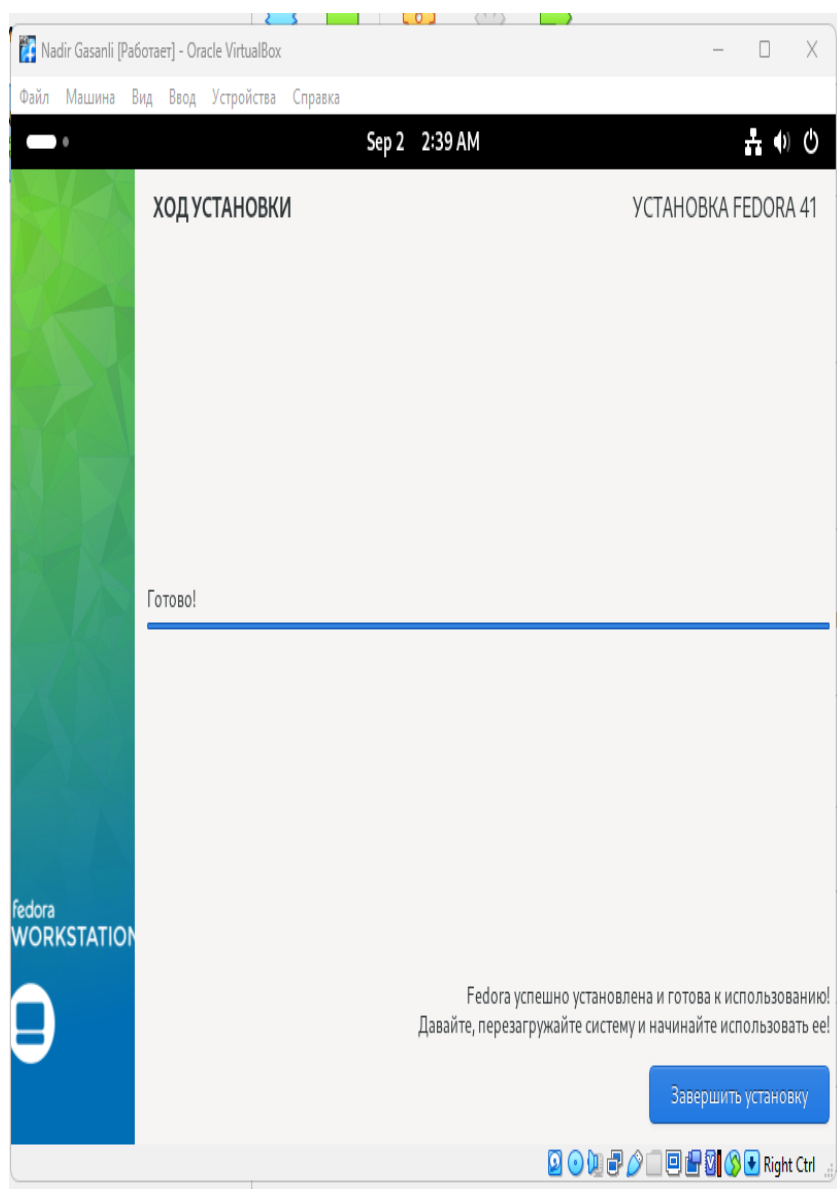 Nadir Gasanli [Работает] - Oracle VirtualBox
Файл Машина Вид Ввод Устройства Справка
Sep 2 2:39 AM
ХОД УСТАНОВКИ
УСТАНОВКА FEDORA 41
Готово!
fedora
WORKSTATION
Fedora успешно установлена и готова к использованию!
Давайте, перезагружайте систему и начинайте использовать ее!
Завершить установку
Right Ctrl